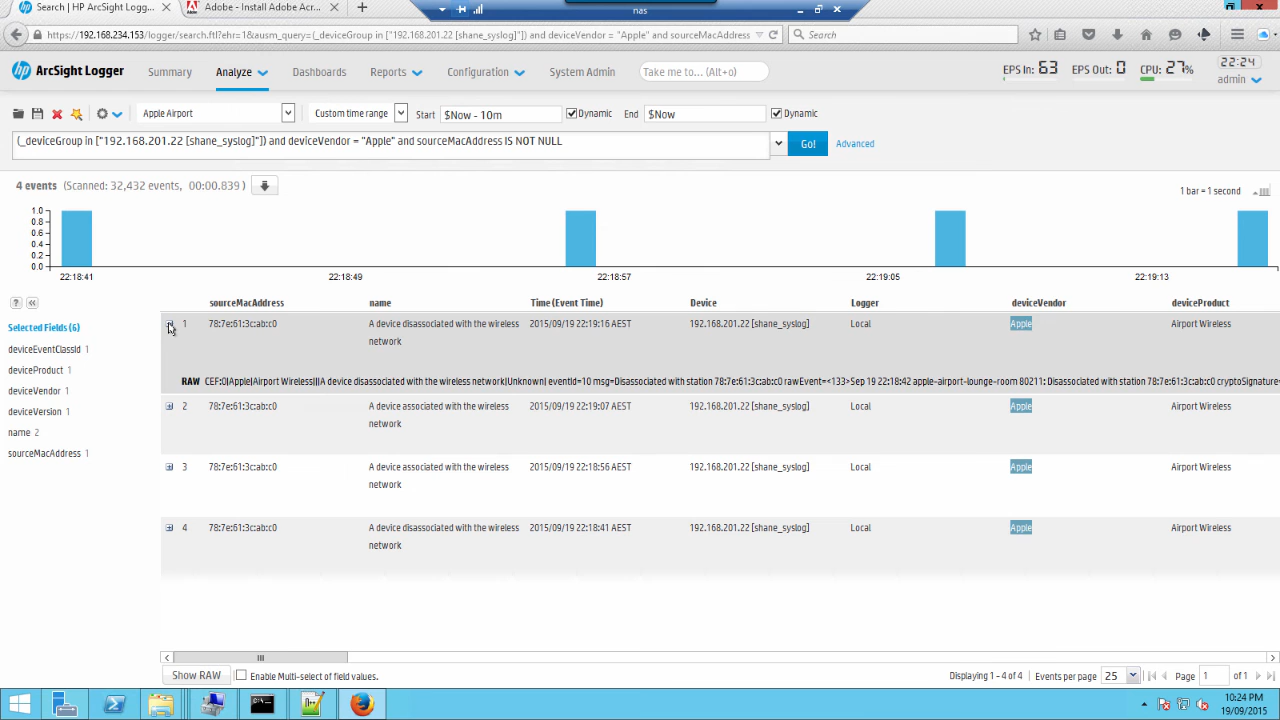 Search | HP ArcSight Logg... ×
Adobe - Install Adobe Acr... ×
nas
https://192.168.234.153/logger/search.ftl?ehr=1&ausm_query=(_deviceGroup in ["192.168.201.22 [shane_syslog]"]) and deviceVendor = "Apple" and sourceMacAddress
Search
hp ArcSight Logger Summary Analyze Dashboards Reports Configuration System Admin Take me to... (Alt+o) EPS In: 63 EPS Out: 0 CPU: 27% 22:24
admin
Apple Airport Custom time range Start $Now - 10m Dynamic End $Now Dynamic
(_deviceGroup in ["192.168.201.22 [shane_syslog]"]) and deviceVendor = "Apple" and sourceMacAddress IS NOT NULL Go! Advanced
4 events (Scanned: 32,432 events, 00:00.839 )
1 bar = 1 second
1.0
0.8
0.6
0.4
0.2
0.0
22:18:41 22:18:49 22:18:57 22:19:05 22:19:13
sourceMacAddress name Time (Event Time) Device Logger deviceVendor deviceProduct
Selected Fields (6)
deviceEventClassId 1
deviceProduct 1
deviceVendor 1
deviceVersion 1
name 2
sourceMacAddress 1
1 78:7e:61:3c:ab:c0 A device disassociated with the wireless 2015/09/19 22:19:16 AEST 192.168.201.22 [shane_syslog] Local Apple Airport Wireless
network
RAW CEF:0|Apple|Airport Wireless|||A device disassociated with the wireless network|Unknown| eventId=10 msg=Disassociated with station 78:7e:61:3c:ab:c0 rawEvent=<133>Sep 19 22:18:42 apple-airport-lounge-room 80211: Disassociated with station 78:7e:61:3c:ab:c0 cryptoSignature=
2 78:7e:61:3c:ab:c0 A device associated with the wireless 2015/09/19 22:19:07 AEST 192.168.201.22 [shane_syslog] Local Apple Airport Wireless
network
3 78:7e:61:3c:ab:c0 A device associated with the wireless 2015/09/19 22:18:56 AEST 192.168.201.22 [shane_syslog] Local Apple Airport Wireless
network
4 78:7e:61:3c:ab:c0 A device disassociated with the wireless 2015/09/19 22:18:41 AEST 192.168.201.22 [shane_syslog] Local Apple Airport Wireless
network
Show RAW Enable Multi-select of field values. Displaying 1 - 4 of 4 Events per page 25 Page 1 of 1
10:24 PM
19/09/2015